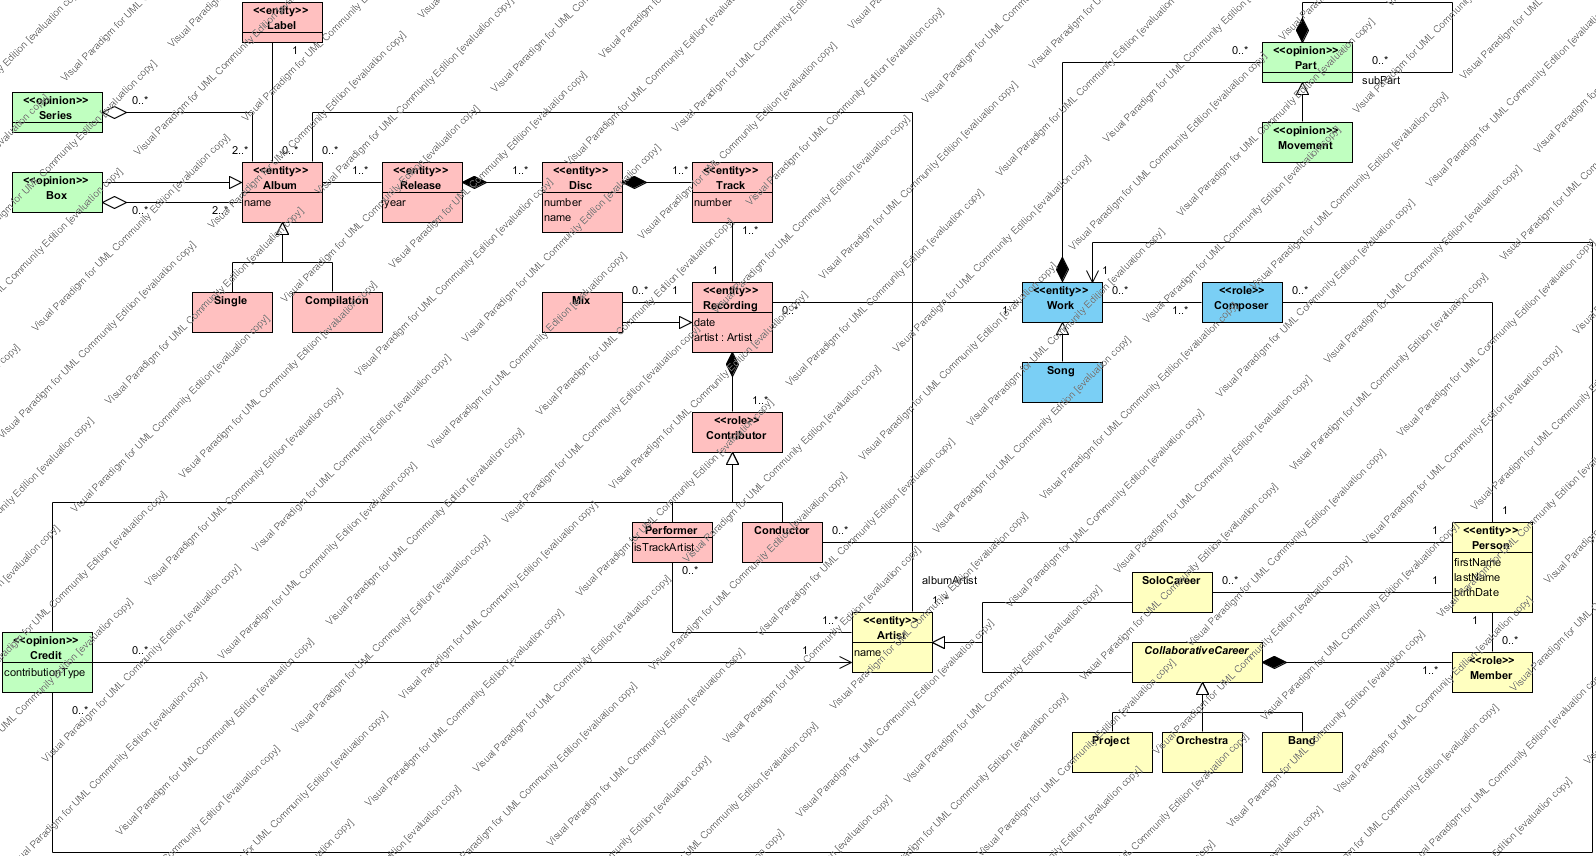 <<entity>>
Label
1
<<opinion>>
Series
0..*
2..*
0..*
0..*
<<opinion>>
Box
0..*
2..*
<<entity>>
Album
name
1..*
<<entity>>
Release
year
1..*
<<entity>>
Disc
number
name
1..*
<<entity>>
Track
number
1..*
1
Single
Compilation
Mix
0..*
1
<<entity>>
Recording
date
artist : Artist
0..*
1
1..*
<<role>>
Contributor
Performer
isTrackArtist
0..*
Conductor
0..*
1
<<opinion>>
Credit
contributionType
0..*
1
0..*
1..*
albumArtist
1..*
<<entity>>
Artist
name
<<opinion>>
Part
0..*
0..*
subPart
<<opinion>>
Movement
1
<<entity>>
Work
0..*
1..*
<<role>>
Composer
0..*
Song
1
<<entity>>
Person
firstName
lastName
birthDate
SoloCareer
0..*
1
1
0..*
CollaborativeCareer
1..*
<<role>>
Member
Project
Orchestra
Band
Visual Paradigm for UML Community Edition [evaluation copy]